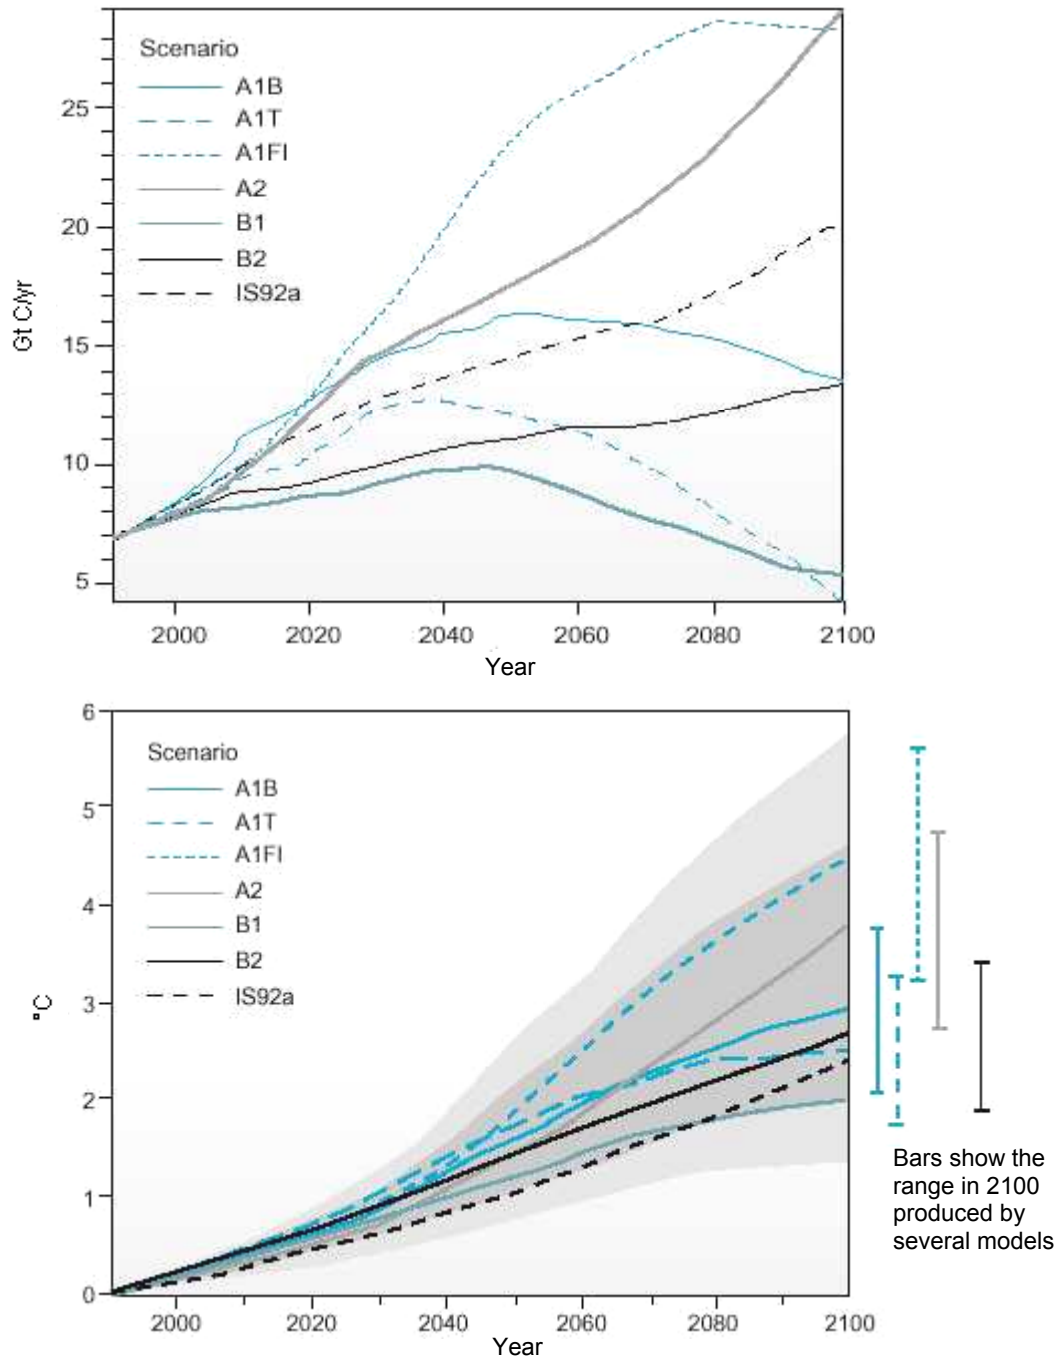 Scenario
A1B
A1T
A1FI
A2
B1
B2
IS92a
25
20
15
10
5
Gt C/yr
2000 2020 2040 2060 2080 2100
Year
6
5
4
3
2
1
0
°C
Scenario
A1B
A1T
A1FI
A2
B1
B2
IS92a
2000 2020 2040 2060 2080 2100
Year
Bars show the
range in 2100
produced by
several models